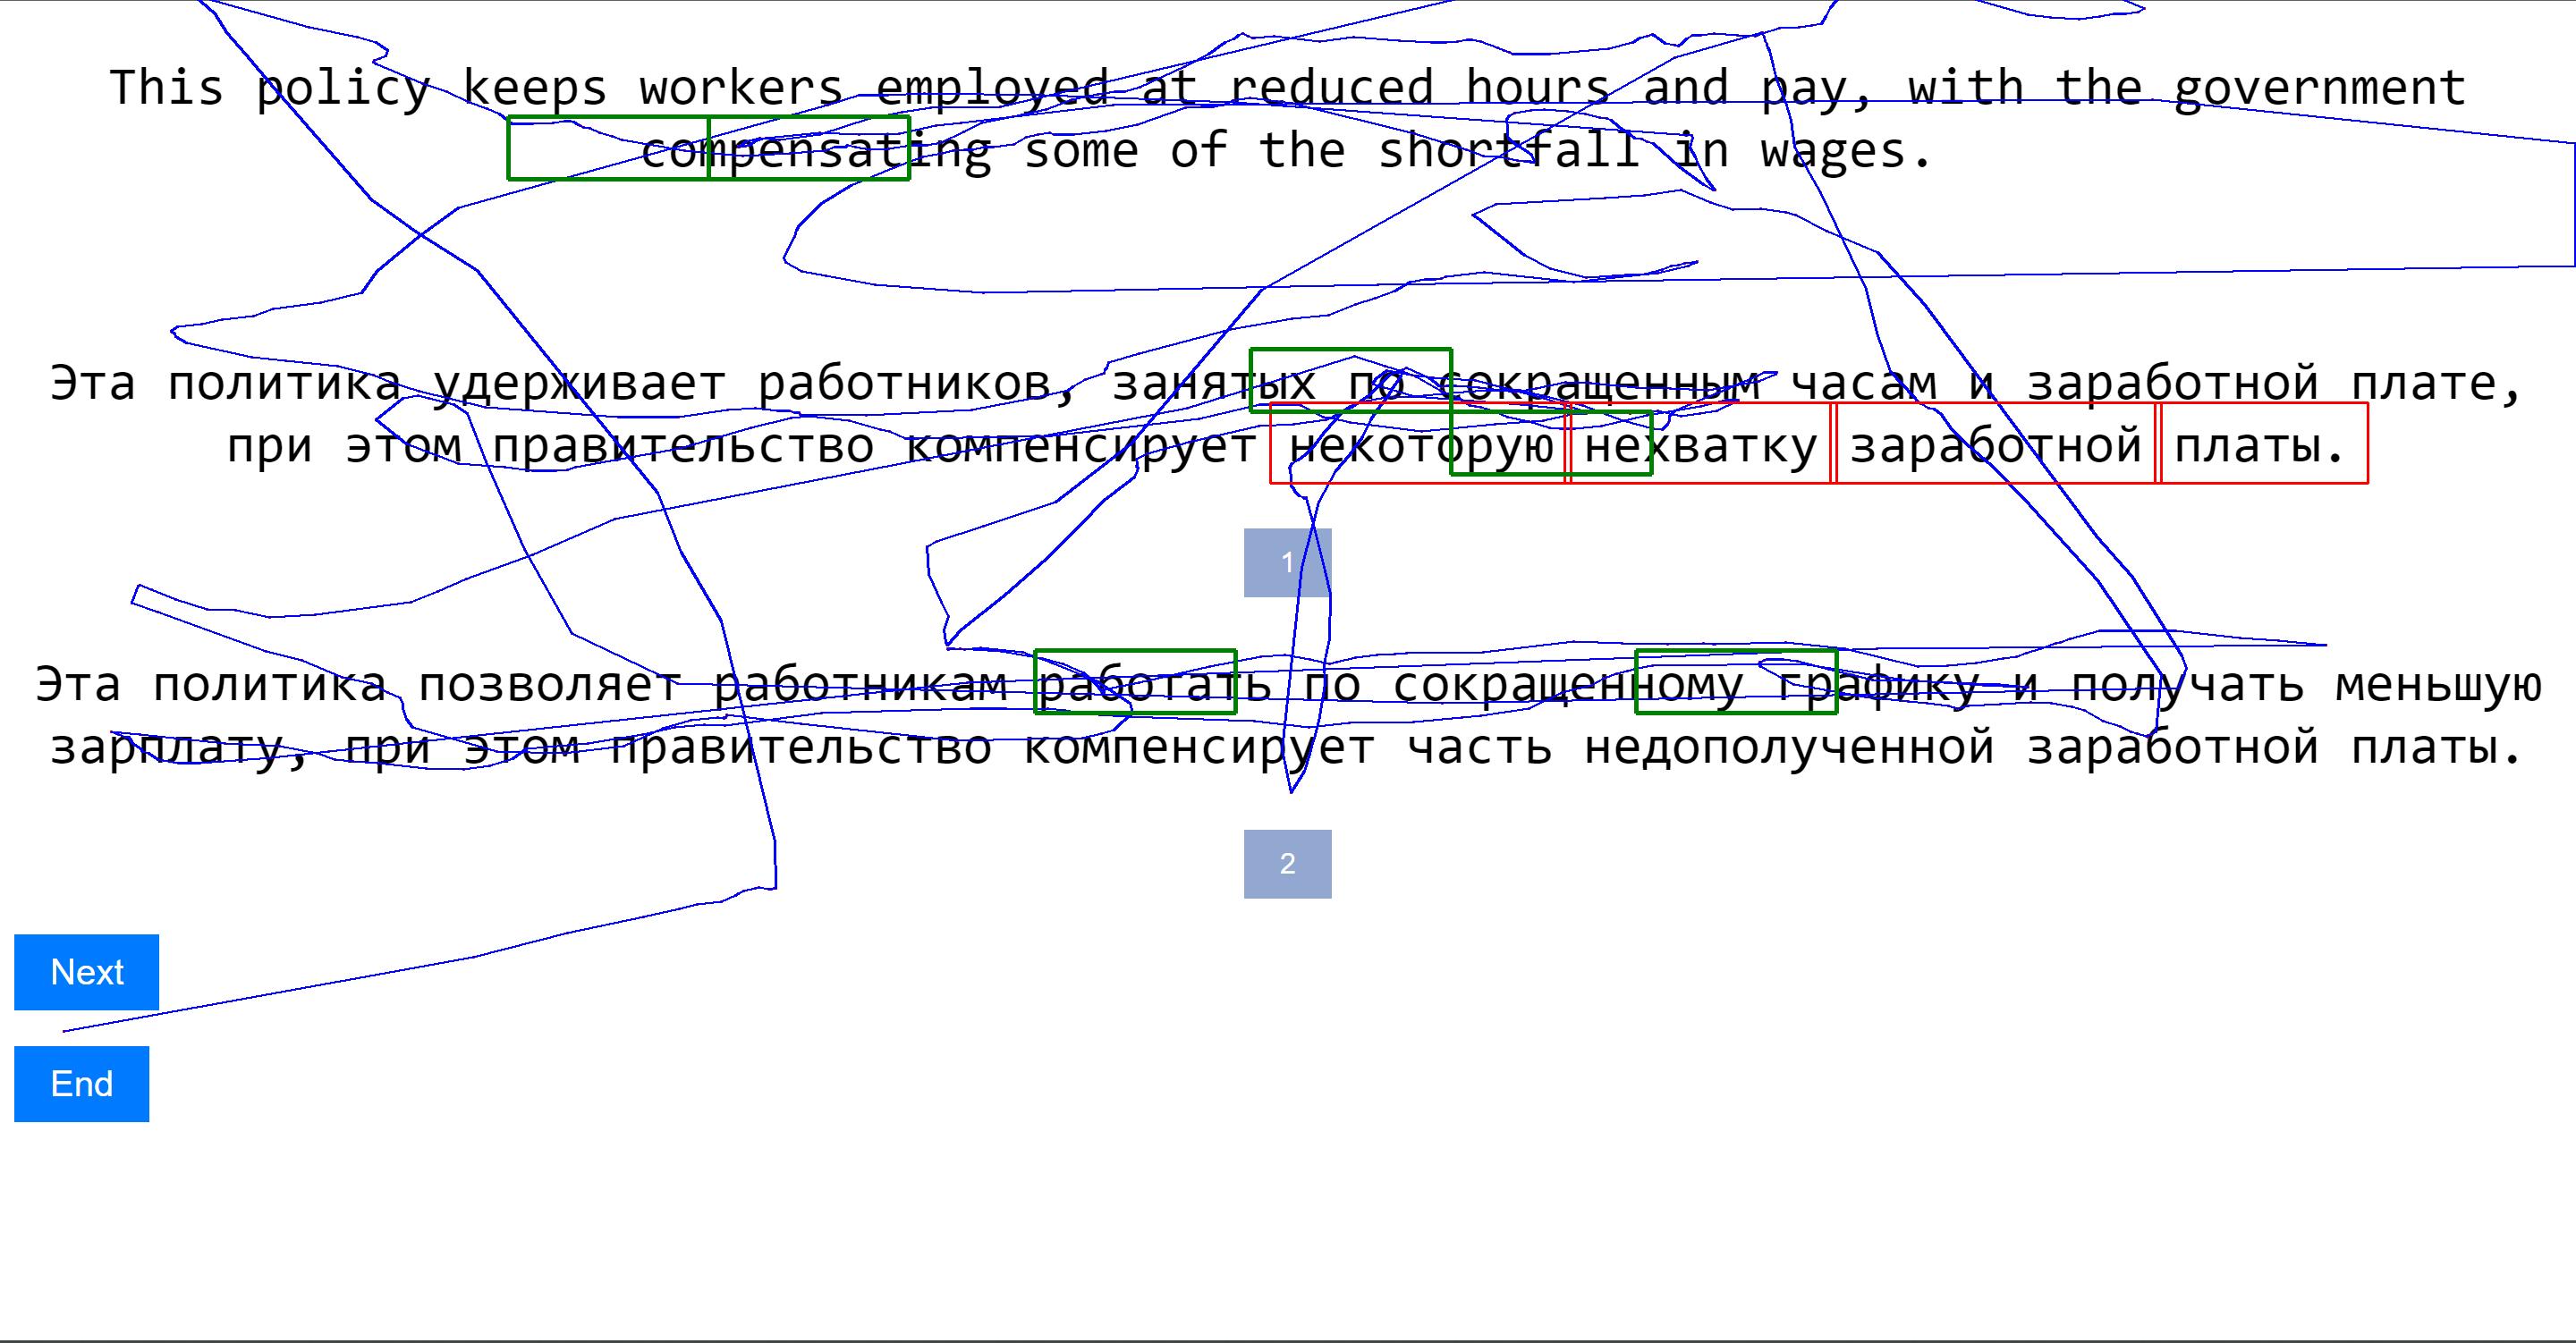 This policy keeps workers employed at reduced hours and pay, with the government
compensating some of the shortfall in wages.
Эта политика удерживает работников, занятых по сокращенным часам и заработной плате,
при этом правительство компенсирует некоторую нехватку заработной платы.
1
Эта политика позволяет работникам работать по сокращенному графику и получать меньшую
зарплату, при этом правительство компенсирует часть недополученной заработной платы.
2
Next
End